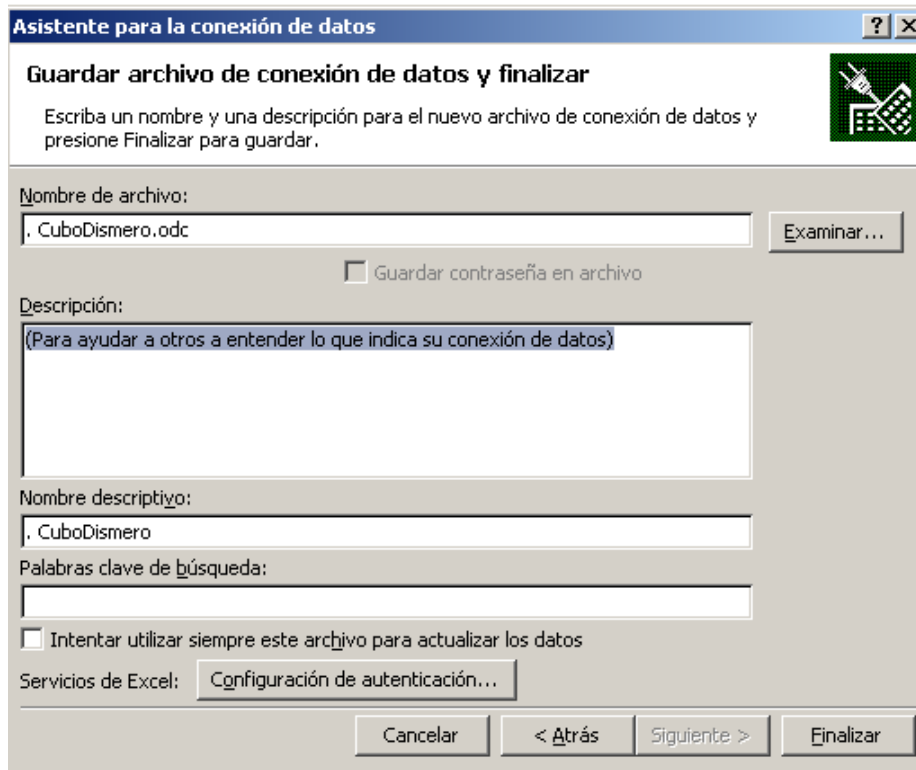 Asistente para la conexión de datos
Guardar archivo de conexión de datos y finalizar
Escriba un nombre y una descripción para el nuevo archivo de conexión de datos y
presione Finalizar para guardar.
Nombre de archivo:
. CuboDismero.odc
Examinar...
Guardar contraseña en archivo
Descripción:
(Para ayudar a otros a entender lo que indica su conexión de datos)
Nombre descriptivo:
. CuboDismero
Palabras clave de búsqueda:
Intentar utilizar siempre este archivo para actualizar los datos
Servicios de Excel: Configuración de autenticación...
Cancelar < Atrás Siguiente > Finalizar